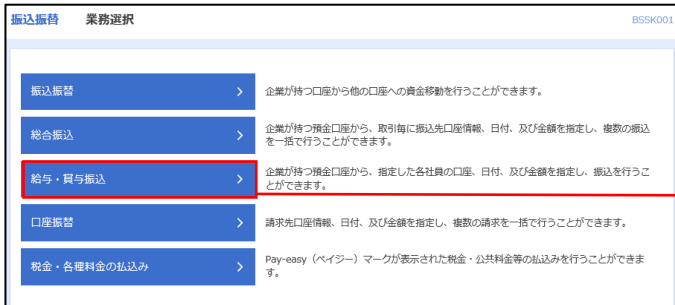 振込振替 業務選択 BSSK001
振込振替 企業が持つ口座から他の口座への資金移動を行うことができます。
総合振込 企業が持つ預金口座から、取引毎に振込先口座情報、日付、及び金額を指定し、複数の振込
を一括で行うことができます。
給与・賞与振込 企業が持つ預金口座から、指定した各社員の口座、日付、及び金額を指定し、振込を行うこ
とができます。
口座振替 請求先口座情報、日付、及び金額を指定し、複数の請求を一括で行うことができます。
税金・各種料金の払込み Pay-easy（ペイジー）マークが表示された税金・公共料金等の払込みを行うことができま
す。